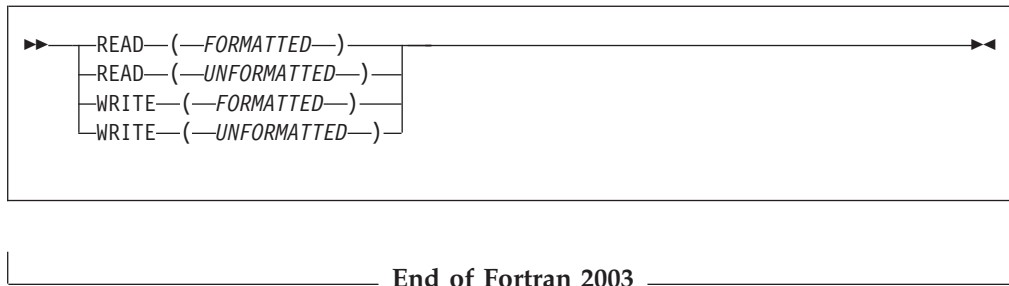 READ ( FORMATTED )
READ ( UNFORMATTED )
WRITE ( FORMATTED )
WRITE ( UNFORMATTED )
End of Fortran 2003